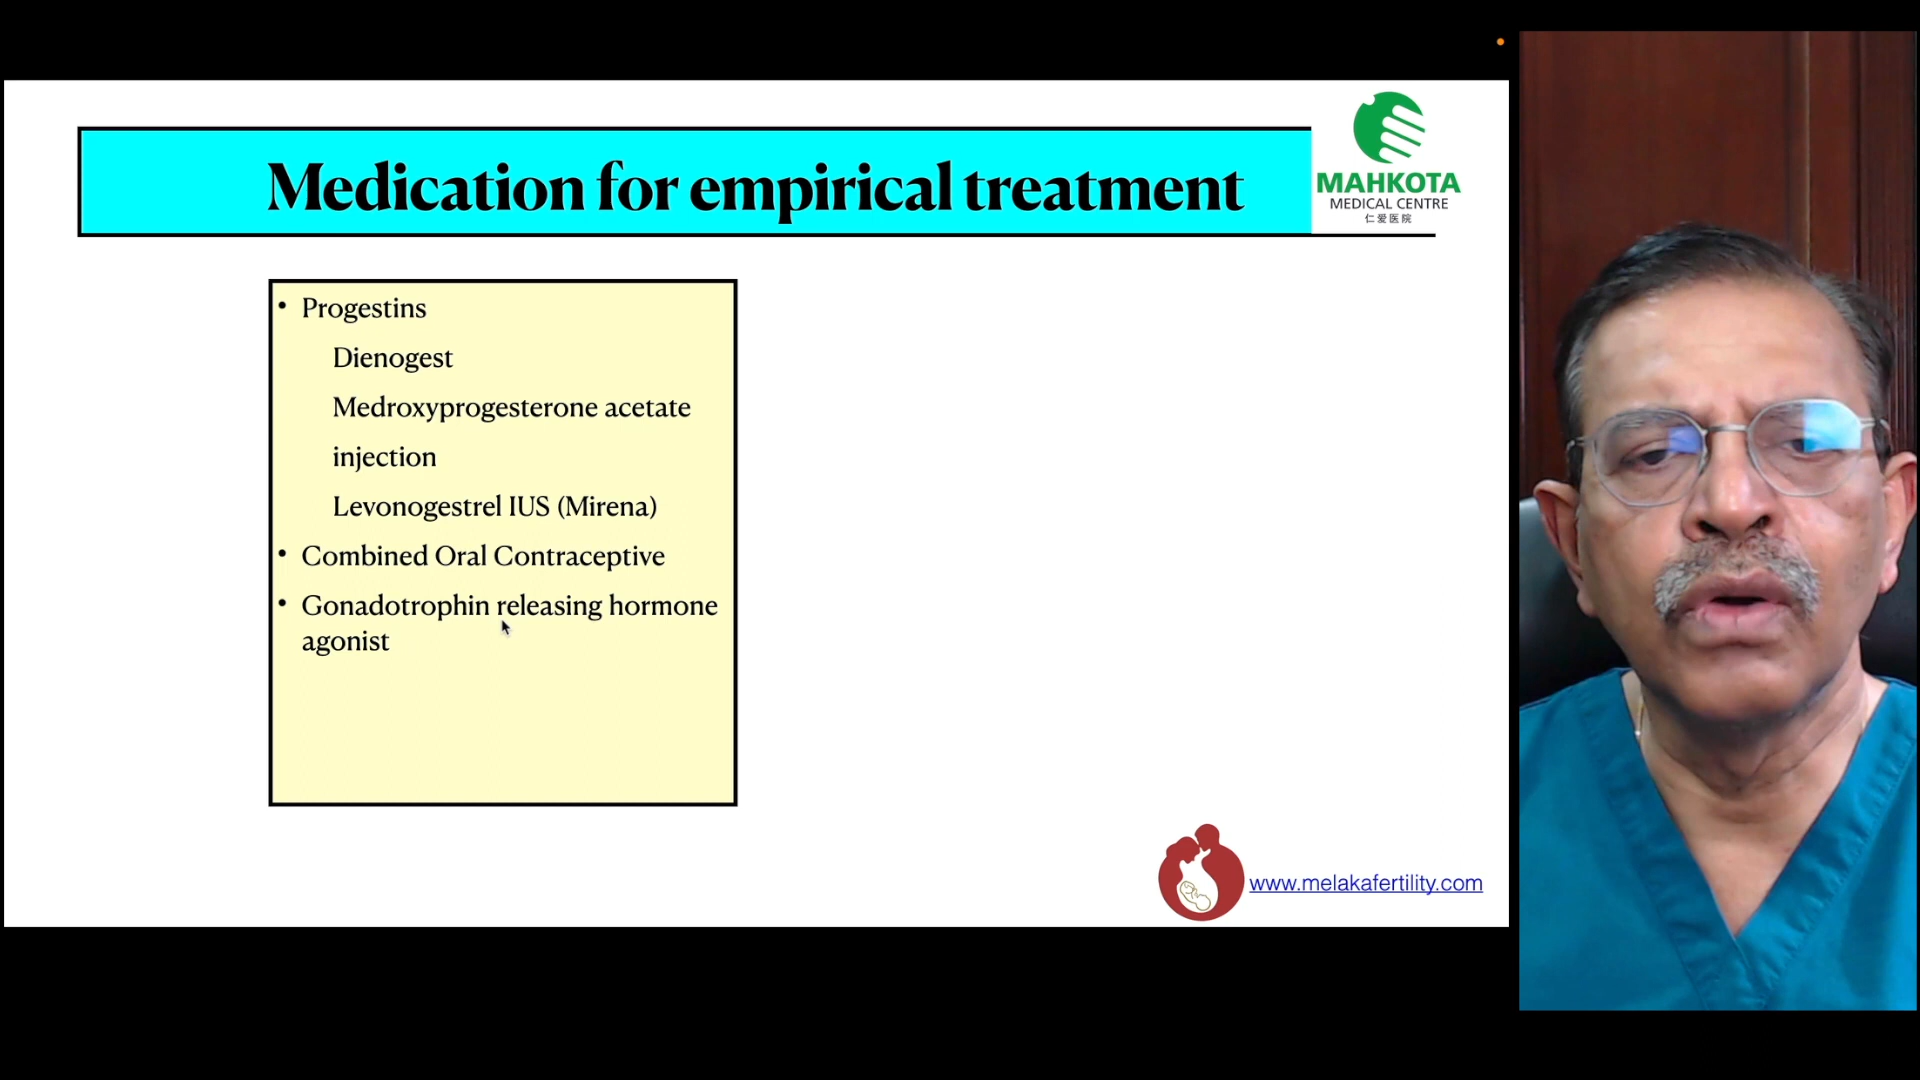 Medication for empirical treatment
MAHKOTA
MEDICAL CENTRE
仁爱医院
• Progestins
Dienogest
Medroxyprogesterone acetate
injection
Levonogestrel IUS (Mirena)
• Combined Oral Contraceptive
• Gonadotrophin releasing hormone
agonist
www.melakafertility.com